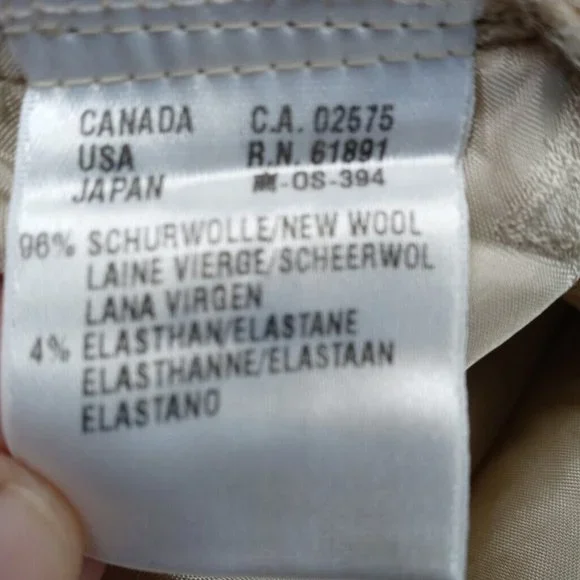 CANADA C.A. 02575
USA R.N. 61891
JAPAN -OS-394
96% SCHURWOLLE/NEW WOOL
LAINE VIERGE/SCHEERWOL
LANA VIRGEN
4% ELASTHAN/ELASTANE
ELASTHANNE/ELASTAAN
ELASTANO